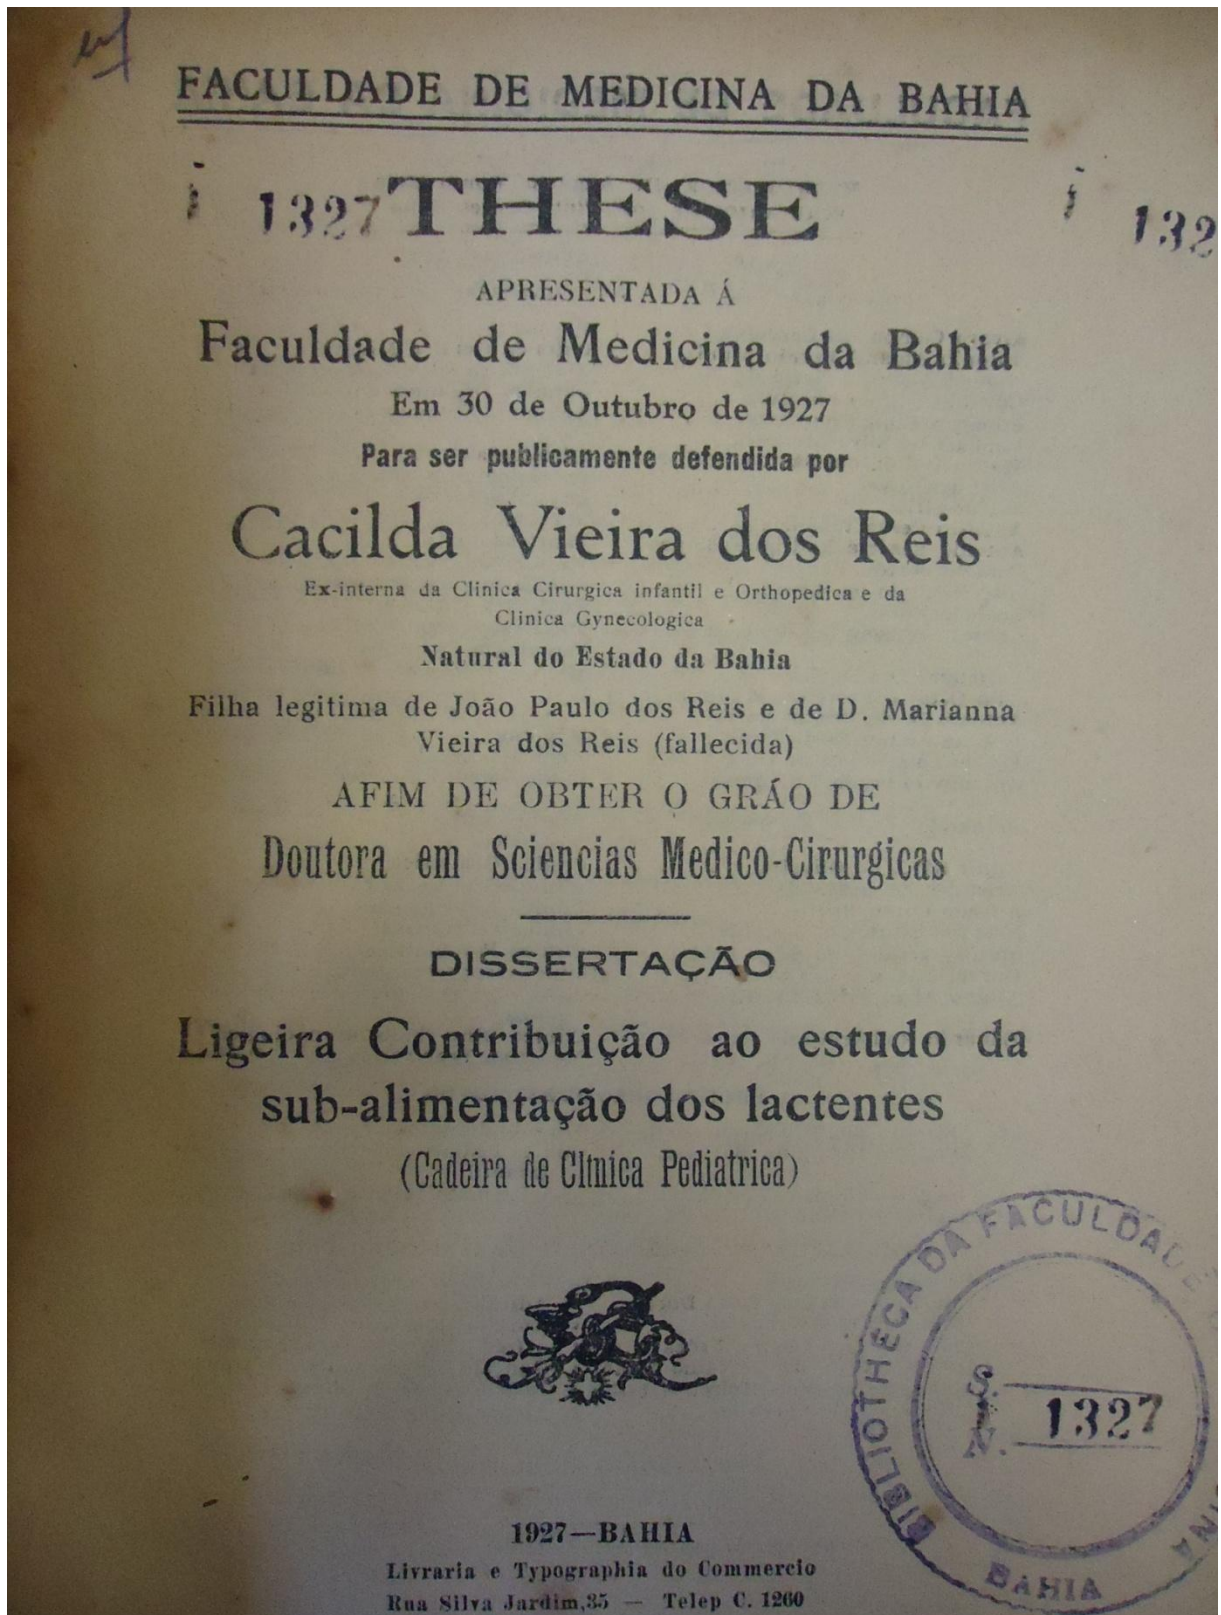 FACULDADE DE MEDICINA DA BAHIA
1327 THESE 132
APRESENTADA Á
Faculdade de Medicina da Bahia
Em 30 de Outubro de 1927
Para ser publicamente defendida por
Cacilda Vieira dos Reis
Ex-interna da Clinica Cirurgica infantil e Orthopedica e da
Clinica Gynecologica
Natural do Estado da Bahia
Filha legitima de João Paulo dos Reis e de D. Marianna
Vieira dos Reis (fallecida)
AFIM DE OBTER O GRÁO DE
Doutora em Sciencias Medico-Cirurgicas
DISSERTAÇÃO
Ligeira Contribuição ao estudo da
sub-alimentação dos lactentes
(Cadeira de Clinica Pediatrica)
BIBLIOTHECA DA FACULDADE
S. I. N. 1327
BAHIA
1927—BAHIA
Livraria e Typographia do Commercio
Rua Silva Jardim,35 — Telep C. 1260